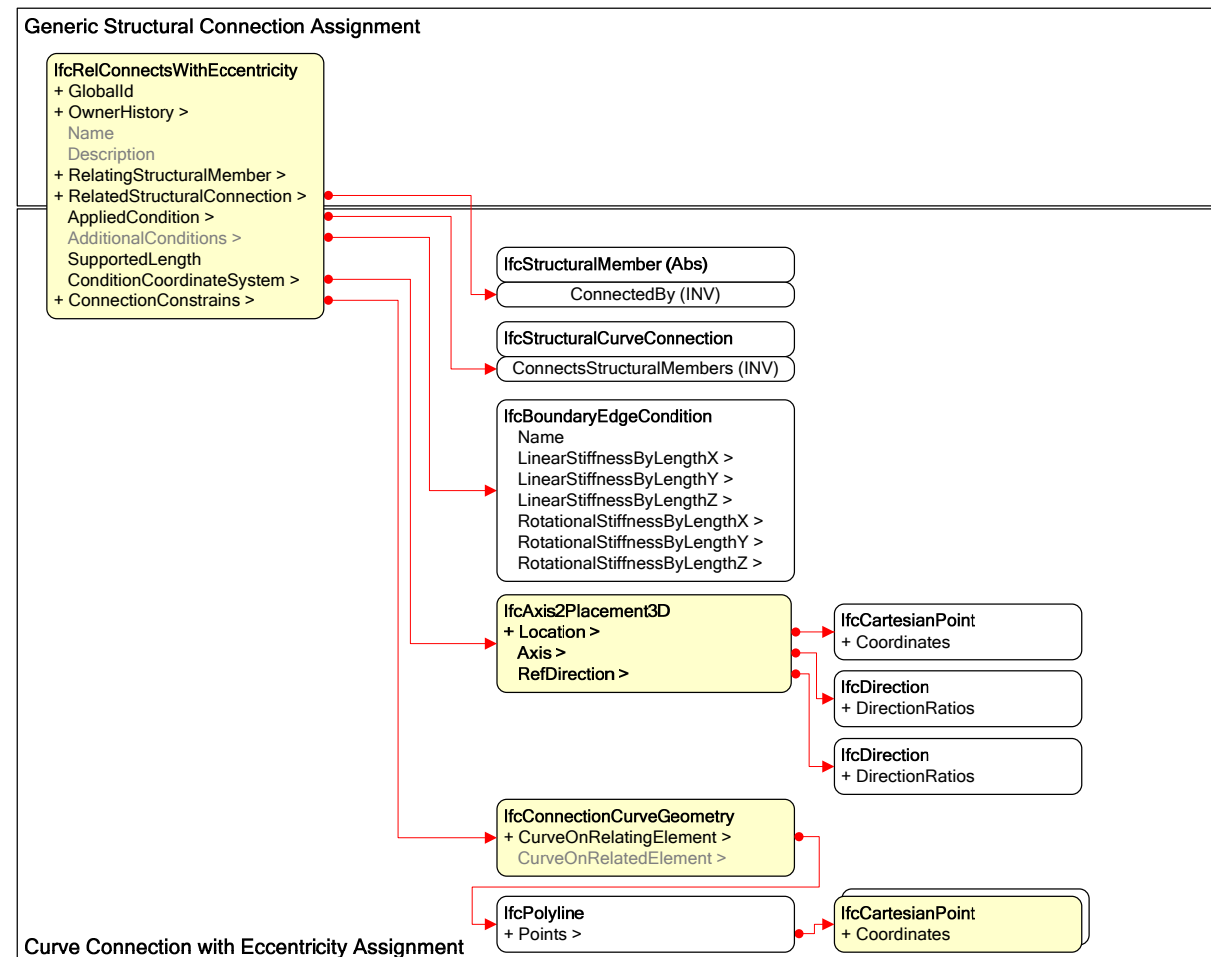 Generic Structural Connection Assignment
IfcRelConnectsWithEccentricity
+ GlobalId
+ OwnerHistory >
Name
Description
+ RelatingStructuralMember >
+ RelatedStructuralConnection >
AppliedCondition >
AdditionalConditions >
SupportedLength
ConditionCoordinateSystem >
+ ConnectionConstrains >
IfcStructuralMember (Abs)
ConnectedBy (INV)
IfcStructuralCurveConnection
ConnectsStructuralMembers (INV)
IfcBoundaryEdgeCondition
Name
LinearStiffnessByLengthX >
LinearStiffnessByLengthY >
LinearStiffnessByLengthZ >
RotationalStiffnessByLengthX >
RotationalStiffnessByLengthY >
RotationalStiffnessByLengthZ >
IfcAxis2Placement3D
+ Location >
Axis >
RefDirection >
IfcCartesianPoint
+ Coordinates
IfcDirection
+ DirectionRatios
IfcDirection
+ DirectionRatios
IfcConnectionCurveGeometry
+ CurveOnRelatingElement >
CurveOnRelatedElement >
IfcPolyline
+ Points >
IfcCartesianPoint
+ Coordinates
Curve Connection with Eccentricity Assignment